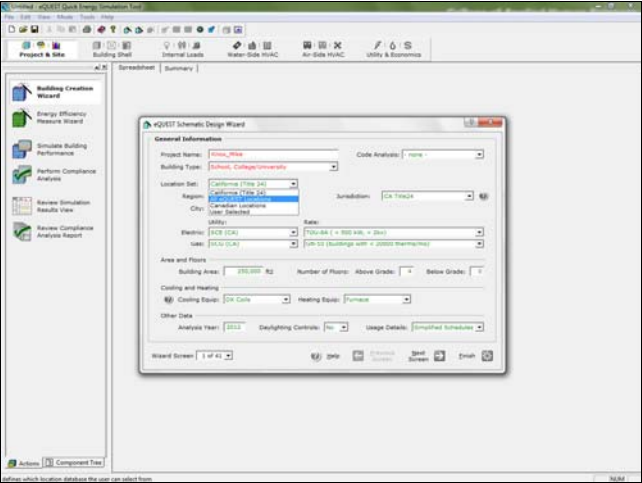 Untitled - eQUEST Quick Energy Simulation Tool
File Edit View Mode Tools Help
Project & Site Building Shell Internal Loads Water-Side HVAC Air-Side HVAC Utility & Economics
Spreadsheet Summary
Building Creation
Wizard
Energy Efficiency
Measure Wizard
Simulate Building
Performance
Perform Compliance
Analysis
Review Simulation
Results View
Review Compliance
Analysis Report
eQUEST Schematic Design Wizard
General Information
Project Name: Knox_Mike Code Analysis: - none -
Building Type: School, College/University
Location Set: California (Title 24)
California (Title 24)
All eQUEST Locations
Canadian Locations
User Selected
Region: Jurisdiction: CA Title24
City:
Utility: Rate:
Electric: SCE (CA)
Gas:
Area and Floors
Building Area: 250,000 ft2 Number of Floors: Above Grade: 4 Below Grade: 0
Cooling and Heating
Cooling Equip: DX Coils Heating Equip: Furnace
Other Data
Analysis Year: 2012 Daylighting Controls: No Usage Details: Simplified Schedules
Wizard Screen 1 of 41 Help Previous Screen Next Screen Finish
Actions Component Tree
defines which location database the user can select from NUM